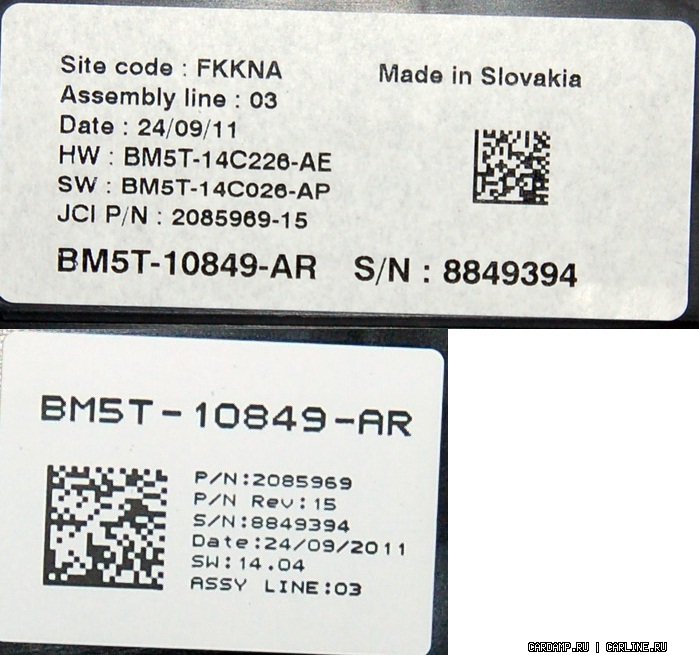 Site code : FKKNA
Made in Slovakia
Assembly line : 03
Date : 24/09/11
HW : BM5T-14C226-AE
SW : BM5T-14C026-AP
JCI P/N : 2085969-15
BM5T-10849-AR S/N : 8849394
BM5T-10849-AR
P/N:2085969
P/N Rev:15
S/N:8849394
Date:24/09/2011
SW:14.04
ASSY LINE:03
CARDAMP.RU | CARLINE.RU